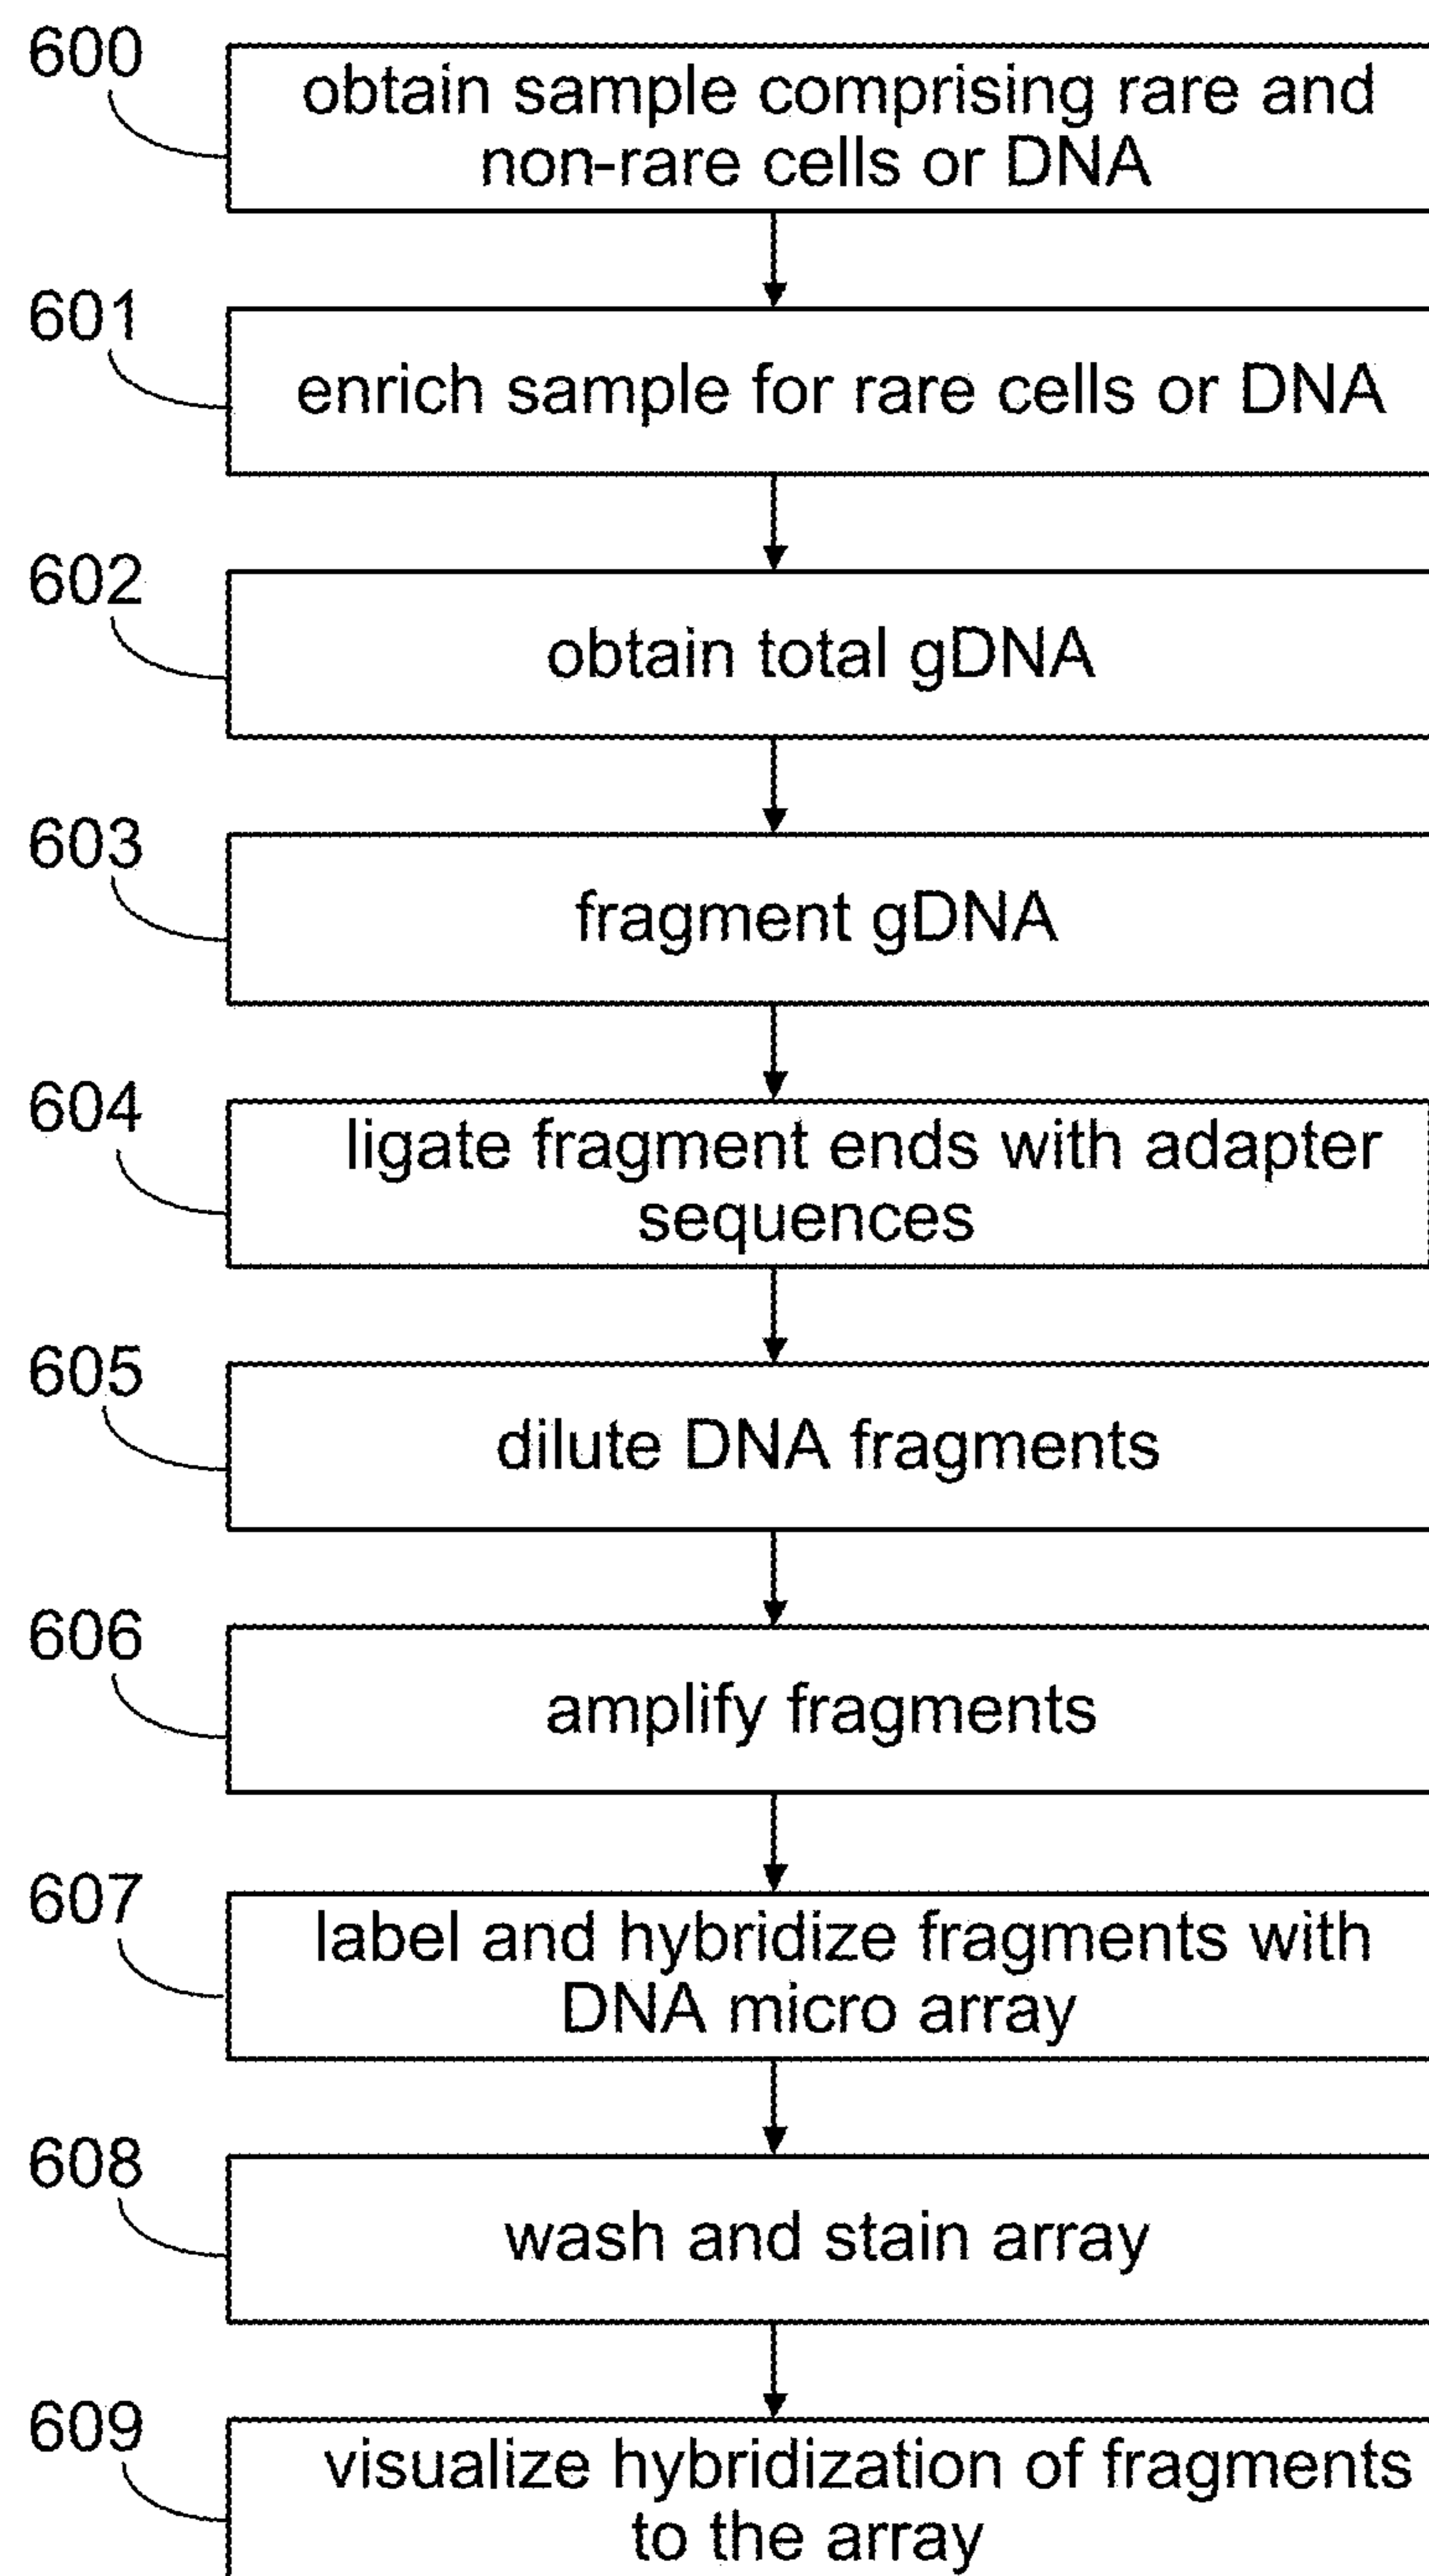 600
obtain sample comprising rare and
non-rare cells or DNA
601
enrich sample for rare cells or DNA
602
obtain total gDNA
603
fragment gDNA
604
ligate fragment ends with adapter
sequences
605
dilute DNA fragments
606
amplify fragments
607
label and hybridize fragments with
DNA micro array
608
wash and stain array
609
visualize hybridization of fragments
to the array